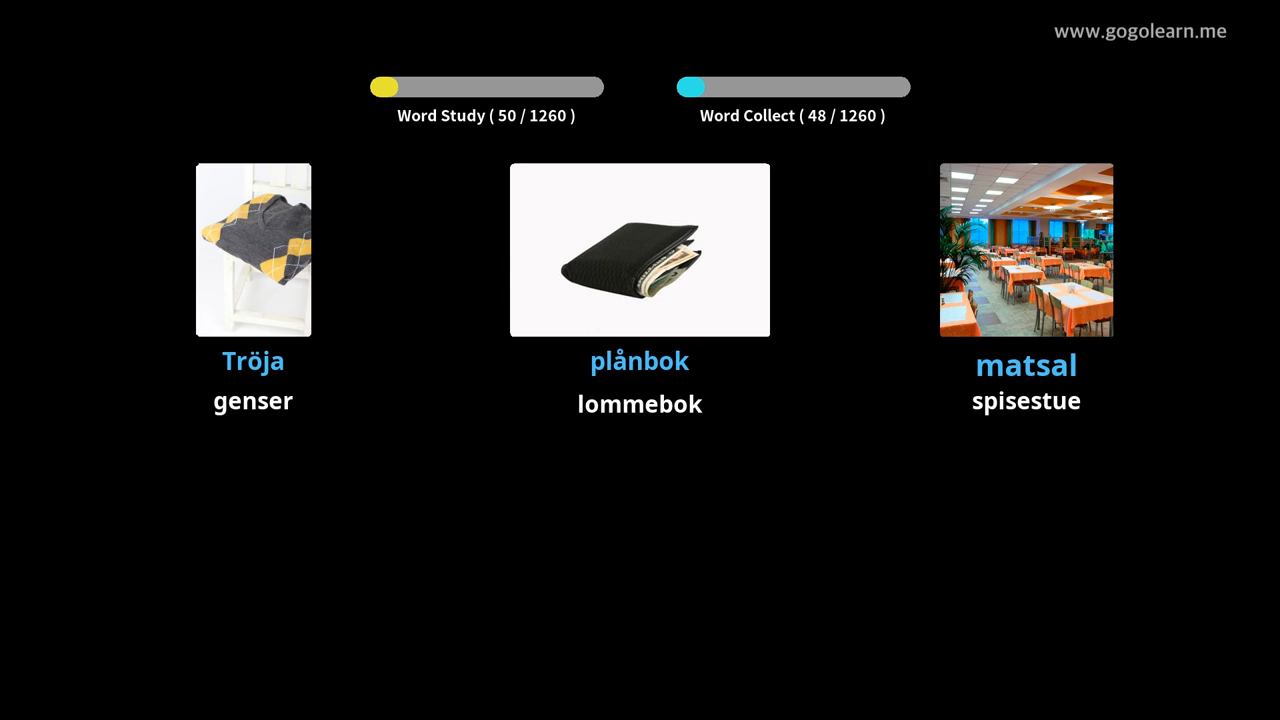 www.gogolearn.me
Word Study ( 50 / 1260 )
Word Collect ( 48 / 1260 )
Tröja
plånbok
matsal
genser
lommebok
spisestue